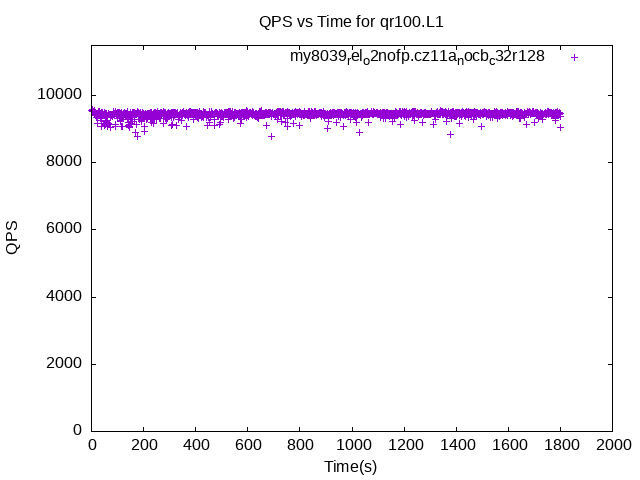 QPS vs Time for qr100.L1
my8039rel_o2nofp.cz11a_nocb_c32r128
10000
8000
6000
4000
2000
0
QPS
0 200 400 600 800 1000 1200 1400 1600 1800 2000
Time(s)